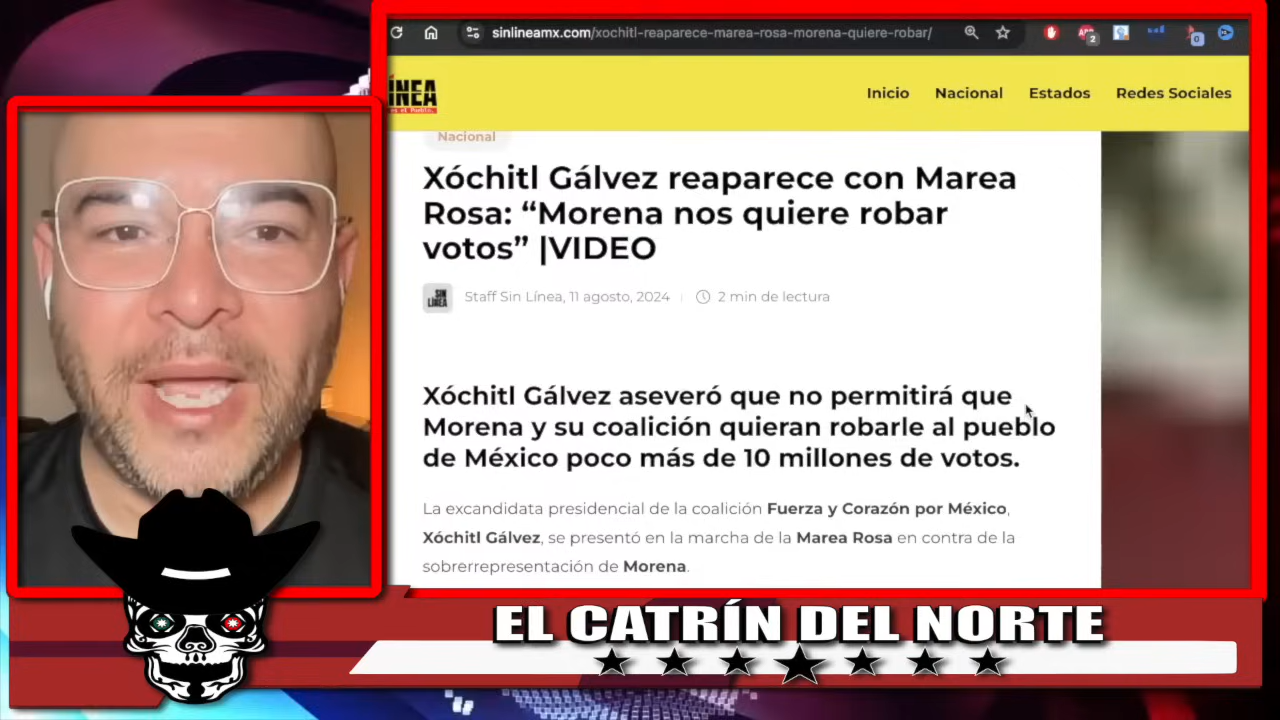 sinlineamx.com/xochitl-reaparece-marea-rosa-morena-quiere-robar/
2
0
ÍNEA
Inicio
Nacional
Estados
Redes Sociales
Nacional
Xóchitl Gálvez reaparece con Marea
Rosa: “Morena nos quiere robar
votos” |VIDEO
SIN
LÍNEA
Staff Sin Línea, 11 agosto, 2024
2 min de lectura
Xóchitl Gálvez aseveró que no permitirá que
Morena y su coalición quieran robarle al pueblo
de México poco más de 10 millones de votos.
La excandidata presidencial de la coalición Fuerza y Corazón por México,
Xóchitl Gálvez, se presentó en la marcha de la Marea Rosa en contra de la
sobrerrepresentación de Morena.
EL CATRÍN DEL NORTE